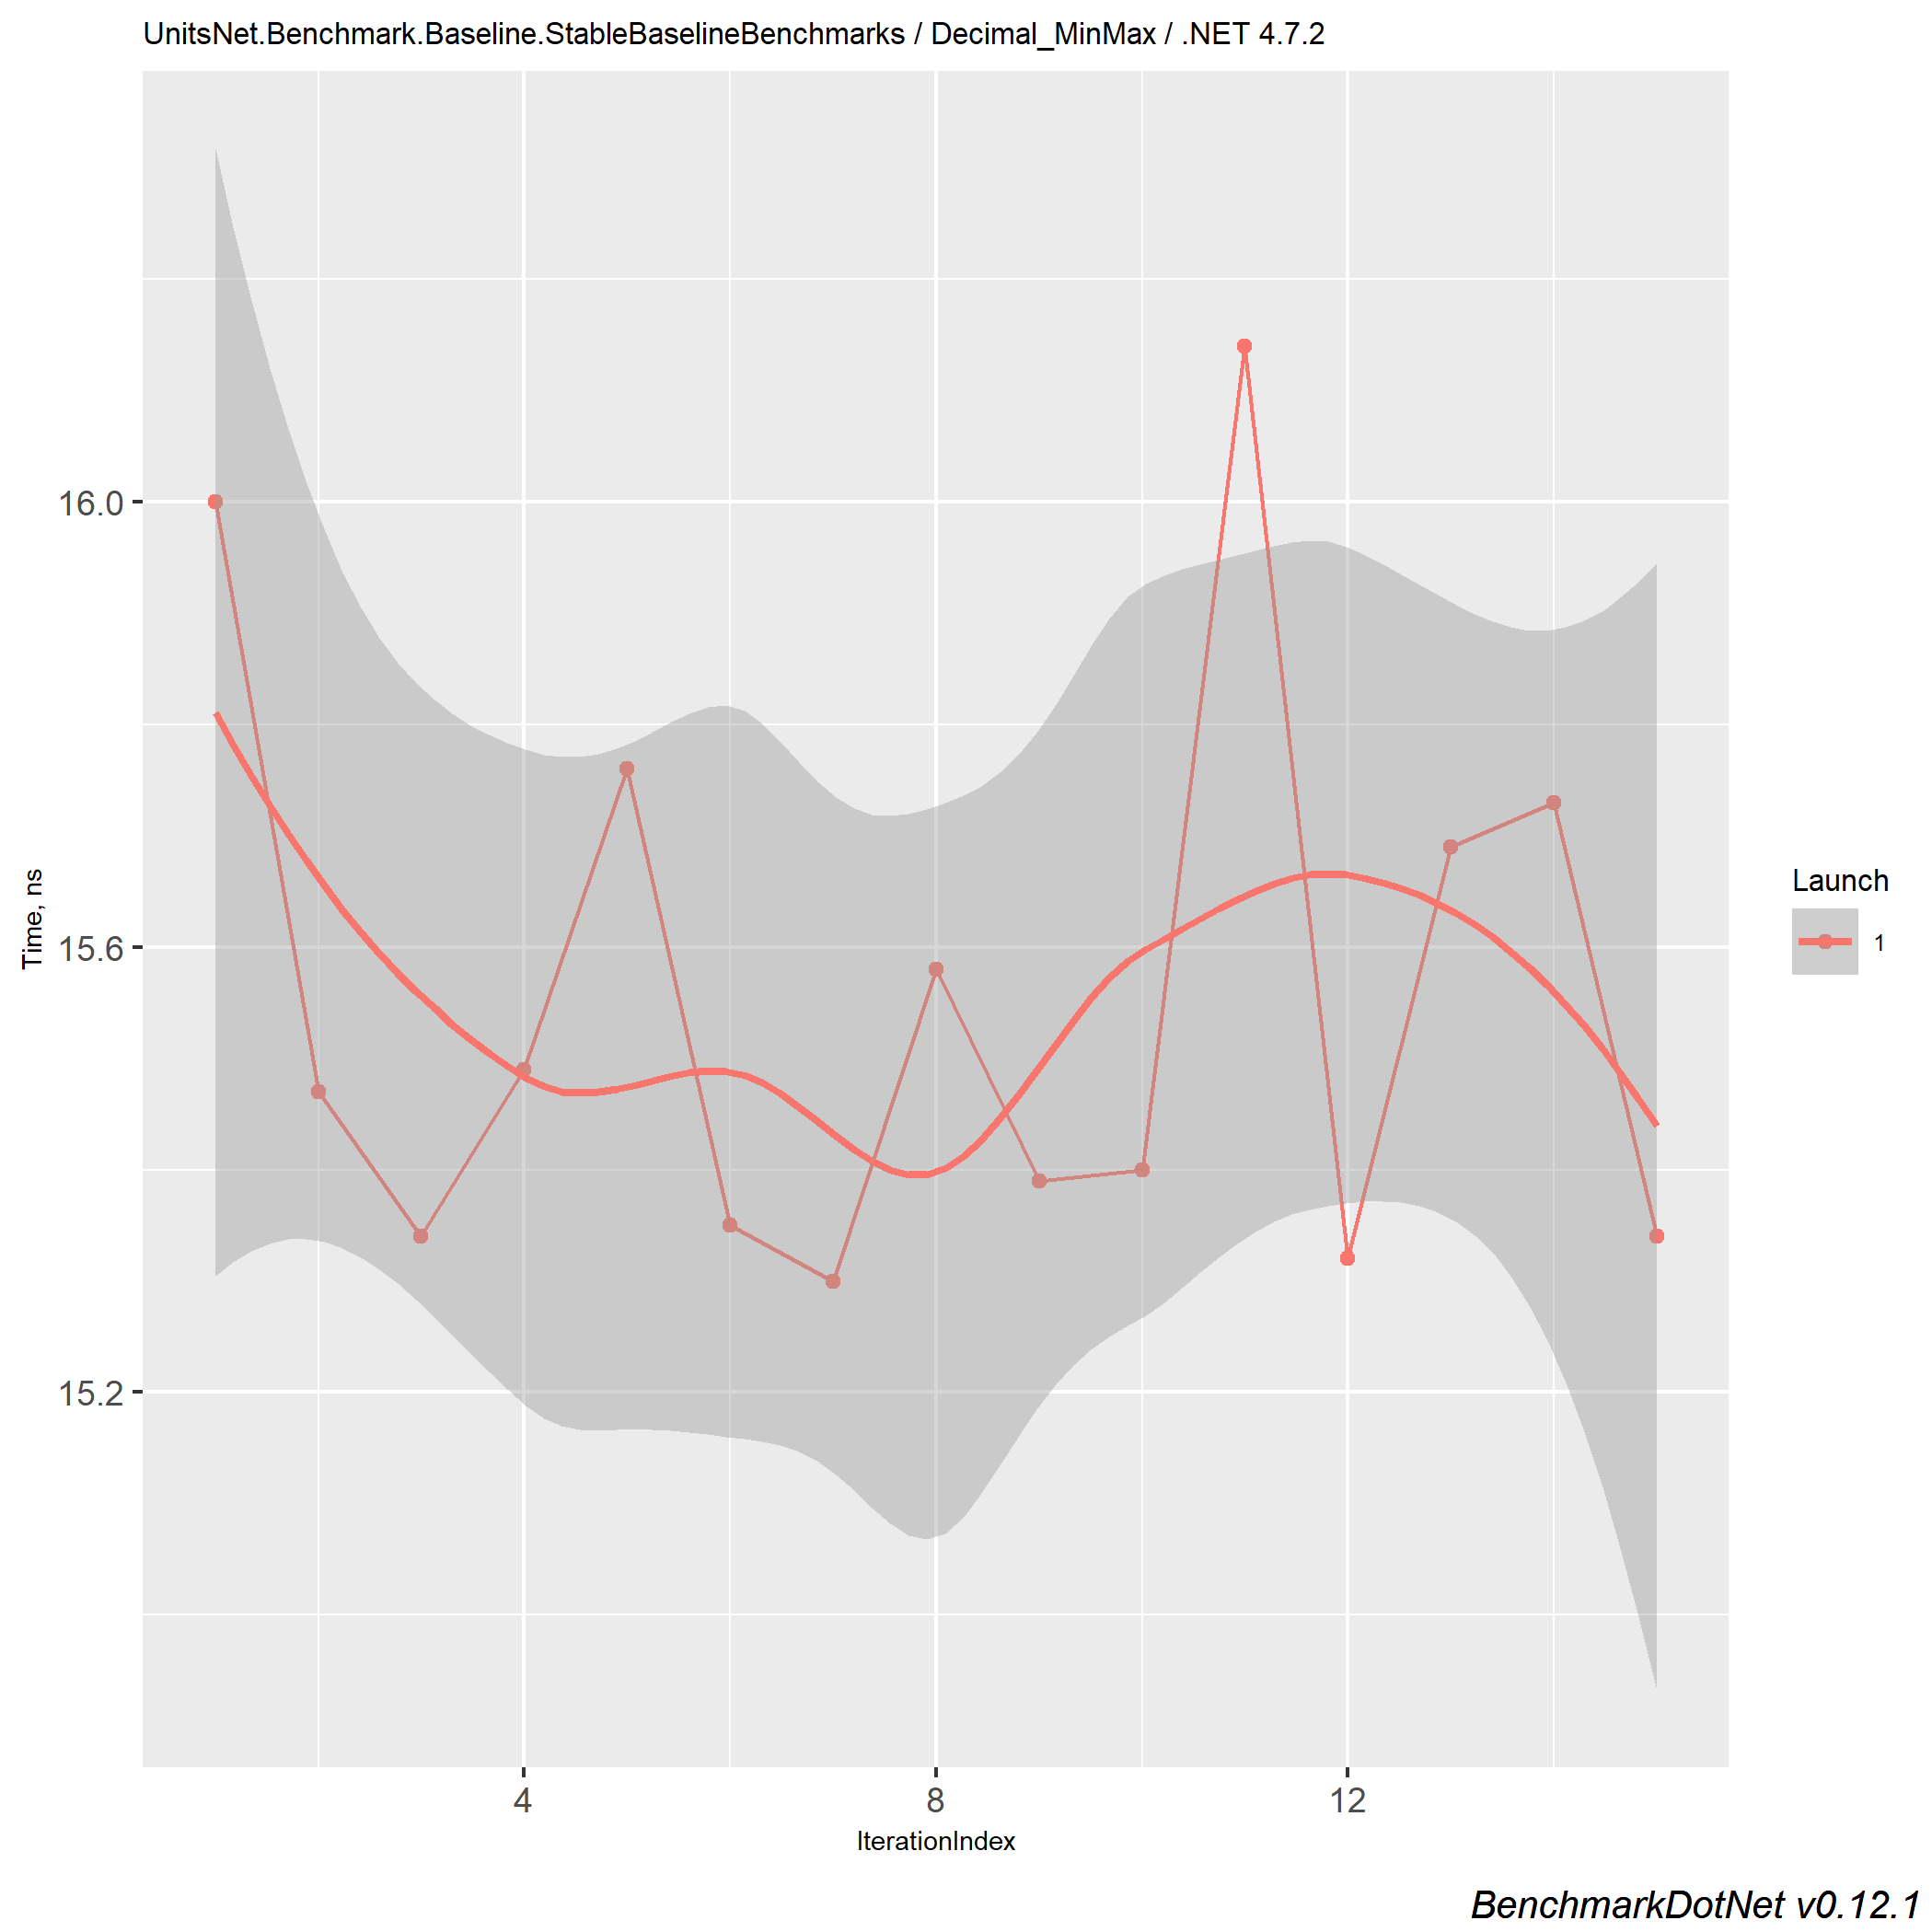 UnitsNet.Benchmark.Baseline.StableBaselineBenchmarks / Decimal_MinMax / .NET 4.7.2
16.0
15.6
15.2
Time, ns
4
8
12
IterationIndex
Launch
1
BenchmarkDotNet v0.12.1